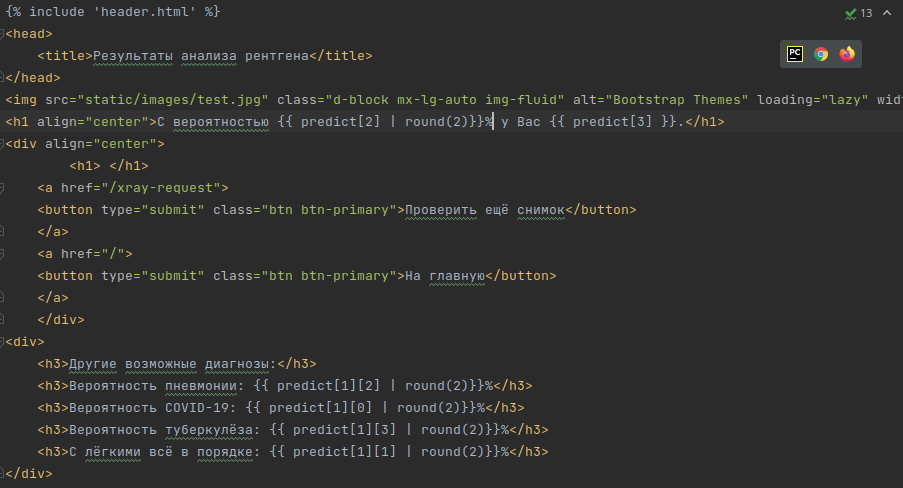 {% include 'header.html' %}
13
<head>
<title>Результаты анализа рентгена</title>
PC
</head>
<img src="static/images/test.jpg" class="d-block mx-lg-auto img-fluid" alt="Bootstrap Themes" loading="lazy" widt
<h1 align="center">С вероятностью {{ predict[2] | round(2)}}% у Вас {{ predict[3] }}.</h1>
<div align="center">
<h1> </h1>
<a href="/xray-request">
<button type="submit" class="btn btn-primary">Проверить ещё снимок</button>
</a>
<a href="/">
<button type="submit" class="btn btn-primary">На главную</button>
</a>
</div>
<div>
<h3>Другие возможные диагнозы:</h3>
<h3>Вероятность пневмонии: {{ predict[1][2] | round(2)}}%</h3>
<h3>Вероятность COVID-19: {{ predict[1][0] | round(2)}}%</h3>
<h3>Вероятность туберкулёза: {{ predict[1][3] | round(2)}}%</h3>
<h3>С лёгкими всё в порядке: {{ predict[1][1] | round(2)}}%</h3>
</div>